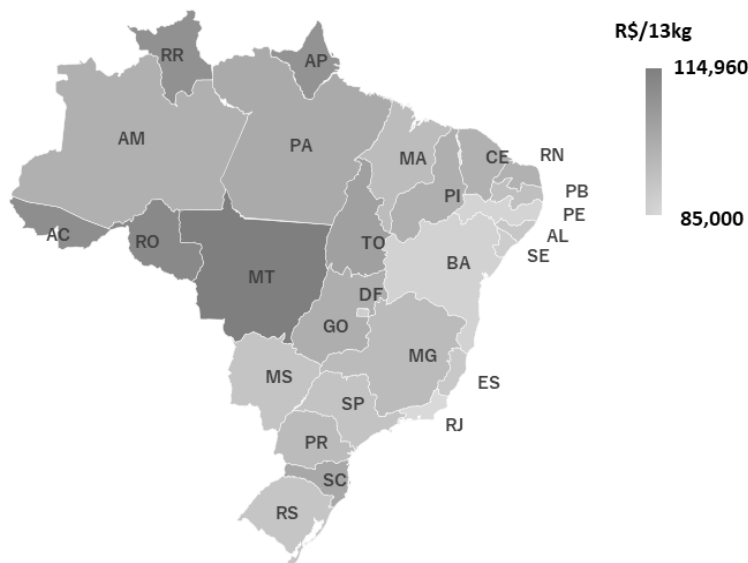 R$/13kg
114,960
85,000
RR
AP
AM
PA
MA
CE
RN
PI
PB
PE
AL
SE
AC
RO
TO
BA
MT
DF
GO
MG
MS
ES
SP
RJ
PR
SC
RS